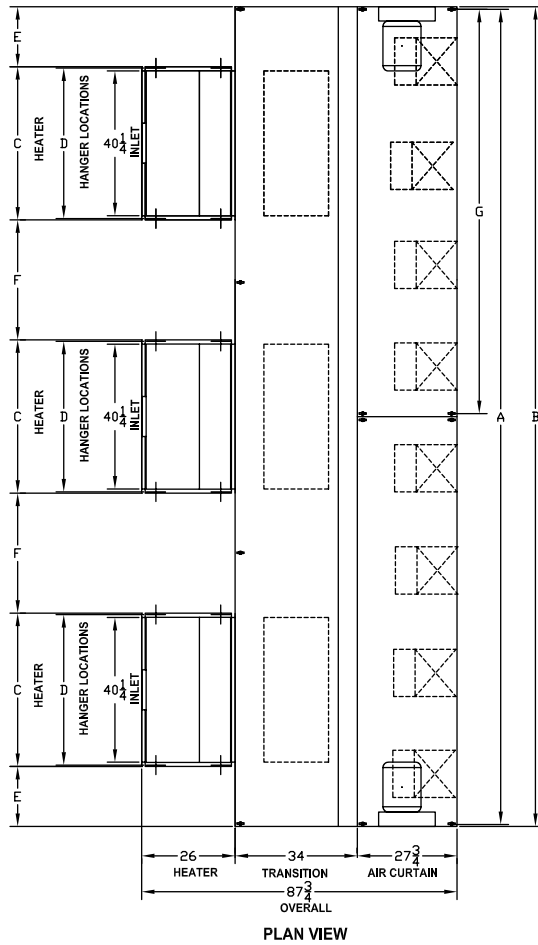 E
C
HEATER
D
HANGER LOCATIONS
40 1/4
INLET
F
C
HEATER
D
HANGER LOCATIONS
40 1/4
INLET
F
C
HEATER
D
HANGER LOCATIONS
40 1/4
INLET
E
G
A
B
26
HEATER
34
TRANSITION
27 3/4
AIR CURTAIN
87 3/4
OVERALL
PLAN VIEW